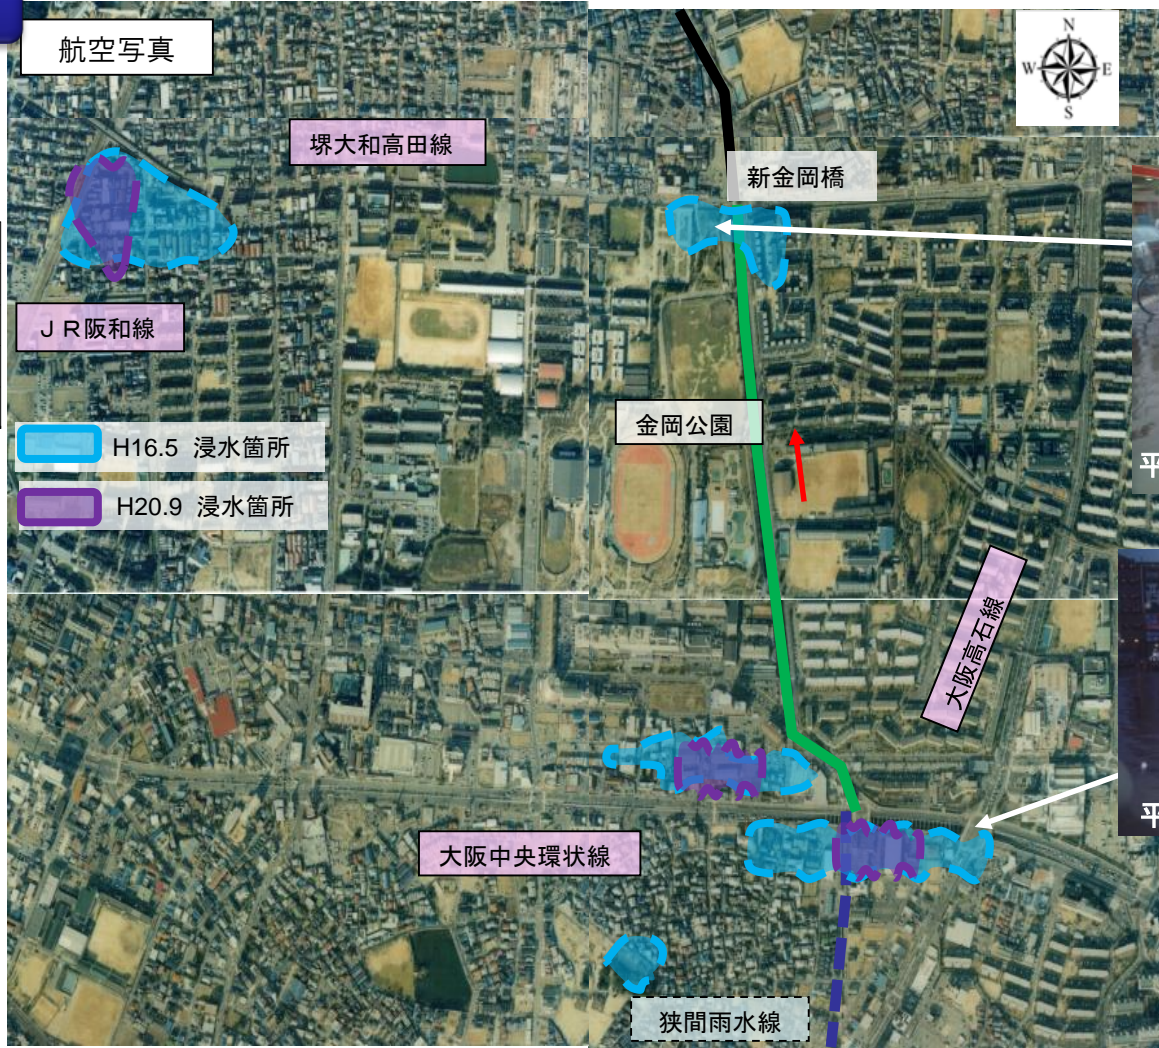 航空写真
N
W E
S
堺大和高田線
新金岡橋
ＪＲ阪和線
金岡公園
H16.5 浸水箇所
平
H20.9 浸水箇所
大阪高石線
平
大阪中央環状線
狭間雨水線